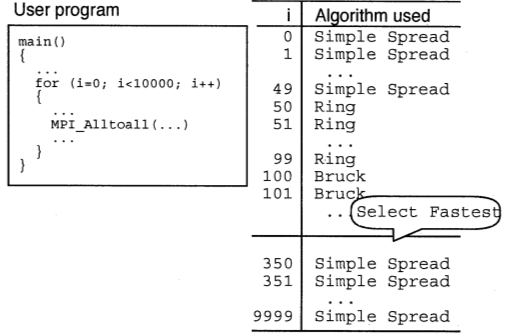 User program
main()
{
...
for (i=0; i<10000; i++)
{
...
MPI_Alltoall(...)
...
}
}
i Algorithm used
0 Simple Spread
1 Simple Spread
...
49 Simple Spread
50 Ring
51 Ring
...
99 Ring
100 Bruck
101 Bruck
...
Select Fastest
350 Simple Spread
351 Simple Spread
...
9999 Simple Spread